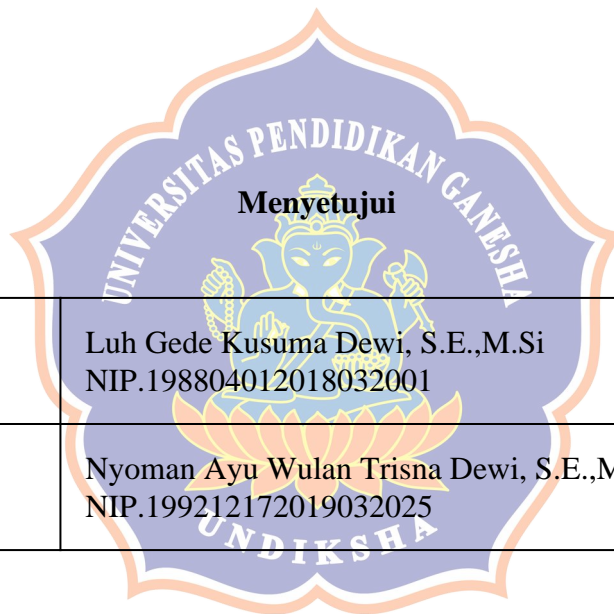 UNIVERSITAS PENDIDIKAN GANESHA
Menyetujui
Luh Gede Kusuma Dewi, S.E.,M.Si
NIP.198804012018032001
Nyoman Ayu Wulan Trisna Dewi, S.E.,M
NIP.199212172019032025
UNDIKSHA